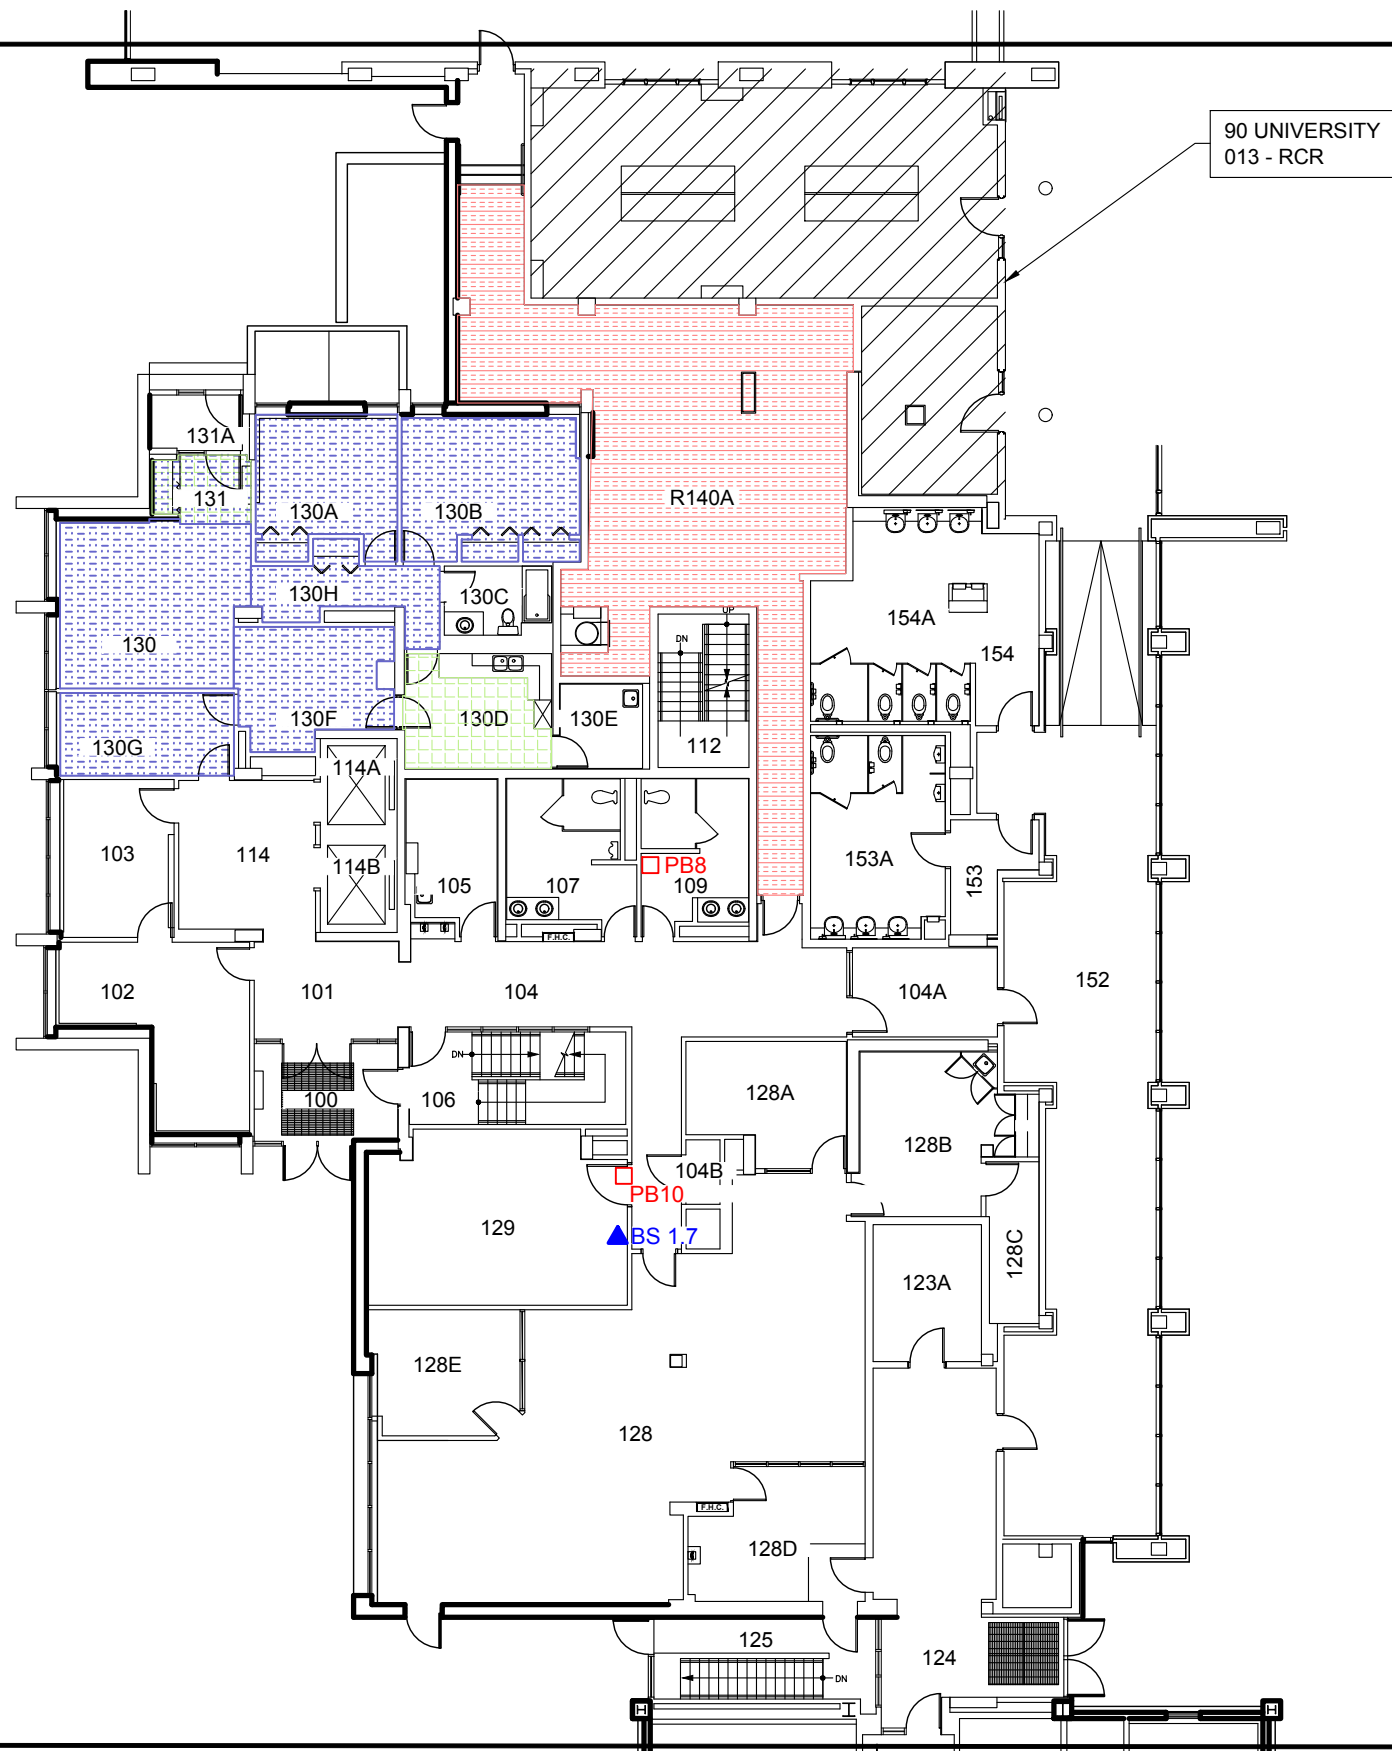 90 UNIVERSITY
013 - RCR
131A
131
130A
130B
R140A
130H
130C
130
154A
154
UP
DN
130F
130D
130E
112
130G
114A
103
114
114B
105
107
PB8
109
153A
153
F.H.C.
102
101
104
104A
152
DN
100
106
128A
128B
104B
PB10
129
BS 1.7
128C
123A
128E
128
F.H.C.
128D
125
124
DN
H
I
H
H